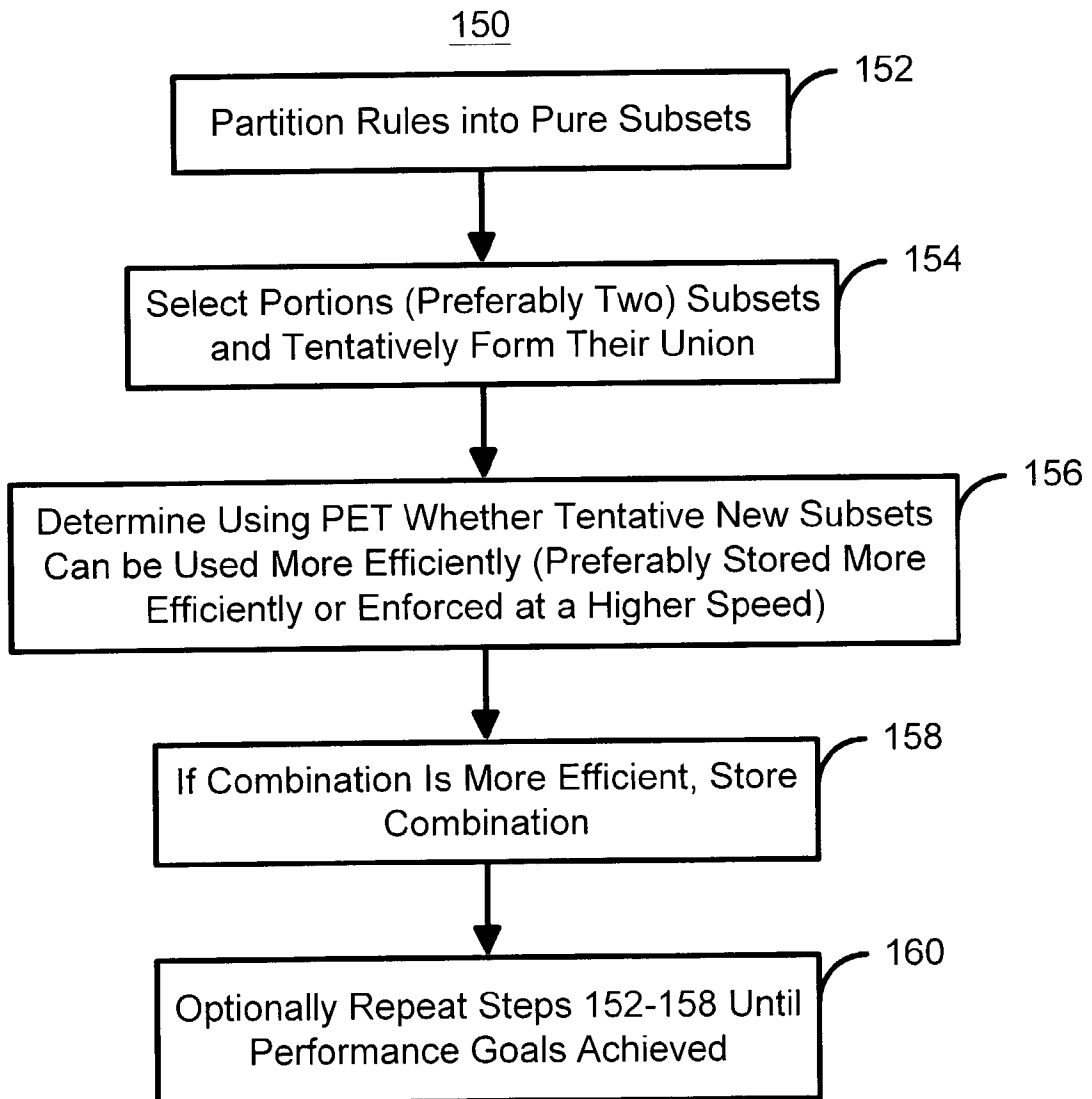 150
152
Partition Rules into Pure Subsets
154
Select Portions (Preferably Two) Subsets
and Tentatively Form Their Union
156
Determine Using PET Whether Tentative New Subsets
Can be Used More Efficiently (Preferably Stored More
Efficiently or Enforced at a Higher Speed)
158
If Combination Is More Efficient, Store
Combination
160
Optionally Repeat Steps 152-158 Until
Performance Goals Achieved